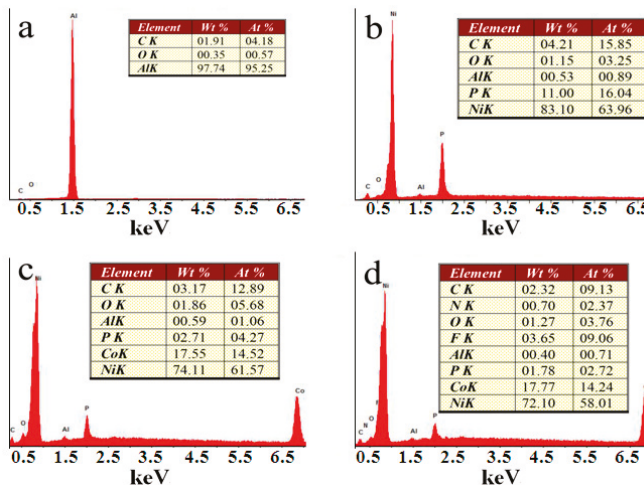 a
Al
Element Wt % At %
C K 01.91 04.18
O K 00.35 00.57
AlK 97.74 95.25
C O
0.5 1.5 2.5 3.5 4.5 5.5 6.5
keV
b
Ni
Element Wt % At %
C K 04.21 15.85
O K 01.15 03.25
AlK 00.53 00.89
P K 11.00 16.04
NiK 83.10 63.96
P
C O Al
0.5 1.5 2.5 3.5 4.5 5.5 6.5
keV
c
Ni
Element Wt % At %
C K 03.17 12.89
O K 01.86 05.68
AlK 00.59 01.06
P K 02.71 04.27
CoK 17.55 14.52
NiK 74.11 61.57
Co
P
C O Al
0.5 1.5 2.5 3.5 4.5 5.5 6.5
keV
d
Ni
Element Wt % At %
C K 02.32 09.13
N K 00.70 02.37
O K 01.27 03.76
F K 03.65 09.06
AlK 00.40 00.71
P K 01.78 02.72
CoK 17.77 14.24
NiK 72.10 58.01
F
O
N
C Al P
0.5 1.5 2.5 3.5 4.5 5.5 6.5
keV